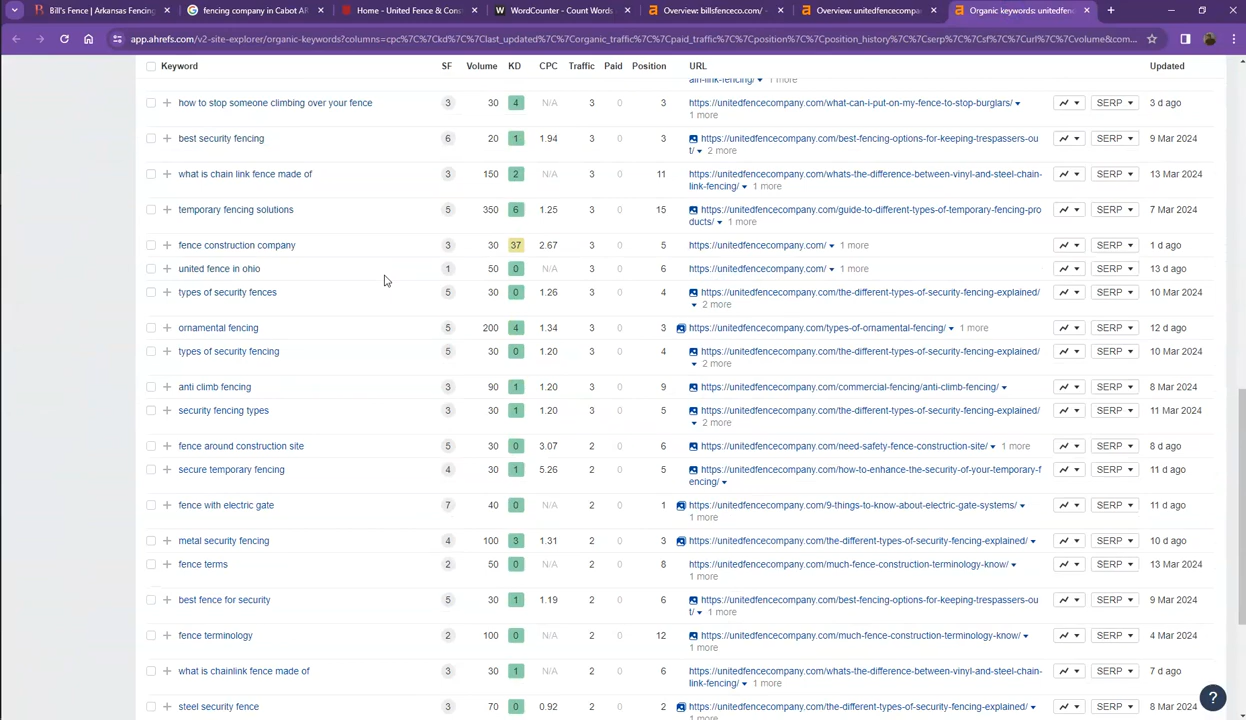 Bill's Fence | Arkansas Fencing
fencing company in Cabot AR
Home - United Fence & Cons
WordCounter - Count Words
Overview: billsfenceco.com/
Overview: unitedfencecompa
Organic keywords: unitedfenc
app.ahrefs.com/v2-site-explorer/organic-keywords?columns=cpc%7C%7Ckd%7C%7Clast_updated%7C%7Corganic_traffic%7C%7Cpaid_traffic%7C%7Cposition%7C%7Cposition_history%7C%7Cserp%7C%7Csf%7C%7Curl%7C%7Cvolume&com...
Keyword SF Volume KD CPC Traffic Paid Position URL Updated
ain-link-fencing/ 1 more
how to stop someone climbing over your fence 3 30 4 N/A 3 0 3 https://unitedfencecompany.com/what-can-i-put-on-my-fence-to-stop-burglars/ SERP 3 d ago
1 more
best security fencing 6 20 1 1.94 3 0 3 https://unitedfencecompany.com/best-fencing-options-for-keeping-trespassers-ou SERP 9 Mar 2024
t/ 2 more
what is chain link fence made of 3 150 2 N/A 3 0 11 https://unitedfencecompany.com/whats-the-difference-between-vinyl-and-steel-chain- SERP 13 Mar 2024
link-fencing/ 1 more
temporary fencing solutions 5 350 6 1.25 3 0 15 https://unitedfencecompany.com/guide-to-different-types-of-temporary-fencing-pro SERP 7 Mar 2024
ducts/ 1 more
fence construction company 3 30 37 2.67 3 0 5 https://unitedfencecompany.com/ 1 more SERP 1 d ago
united fence in ohio 1 50 0 N/A 3 0 6 https://unitedfencecompany.com/ 1 more SERP 13 d ago
types of security fences 5 30 0 1.26 3 0 4 https://unitedfencecompany.com/the-different-types-of-security-fencing-explained/ SERP 10 Mar 2024
2 more
ornamental fencing 5 200 4 1.34 3 0 3 https://unitedfencecompany.com/types-of-ornamental-fencing/ 1 more SERP 12 d ago
types of security fencing 5 30 0 1.20 3 0 4 https://unitedfencecompany.com/the-different-types-of-security-fencing-explained/ SERP 10 Mar 2024
2 more
anti climb fencing 3 90 1 1.20 3 0 9 https://unitedfencecompany.com/commercial-fencing/anti-climb-fencing/ SERP 8 Mar 2024
security fencing types 3 30 1 1.20 3 0 5 https://unitedfencecompany.com/the-different-types-of-security-fencing-explained/ SERP 11 Mar 2024
2 more
fence around construction site 5 30 0 3.07 2 0 6 https://unitedfencecompany.com/need-safety-fence-construction-site/ 1 more SERP 8 d ago
secure temporary fencing 4 30 1 5.26 2 0 5 https://unitedfencecompany.com/how-to-enhance-the-security-of-your-temporary-f SERP 11 d ago
encing/
fence with electric gate 7 40 0 N/A 2 0 1 https://unitedfencecompany.com/9-things-to-know-about-electric-gate-systems/ SERP 11 d ago
1 more
metal security fencing 4 100 3 1.31 2 0 3 https://unitedfencecompany.com/the-different-types-of-security-fencing-explained/ SERP 10 d ago
fence terms 2 50 0 N/A 2 0 8 https://unitedfencecompany.com/much-fence-construction-terminology-know/ SERP 13 Mar 2024
1 more
best fence for security 5 30 1 1.19 2 0 6 https://unitedfencecompany.com/best-fencing-options-for-keeping-trespassers-ou SERP 9 Mar 2024
t/ 1 more
fence terminology 2 100 0 N/A 2 0 12 https://unitedfencecompany.com/much-fence-construction-terminology-know/ SERP 4 Mar 2024
1 more
what is chainlink fence made of 3 30 1 N/A 2 0 6 https://unitedfencecompany.com/whats-the-difference-between-vinyl-and-steel-chain- SERP 7 d ago
link-fencing/ 1 more
steel security fence 3 70 0 0.92 2 0 2 https://unitedfencecompany.com/the-different-types-of-security-fencing-explained/ SERP 8 Mar 2024
1 more
?